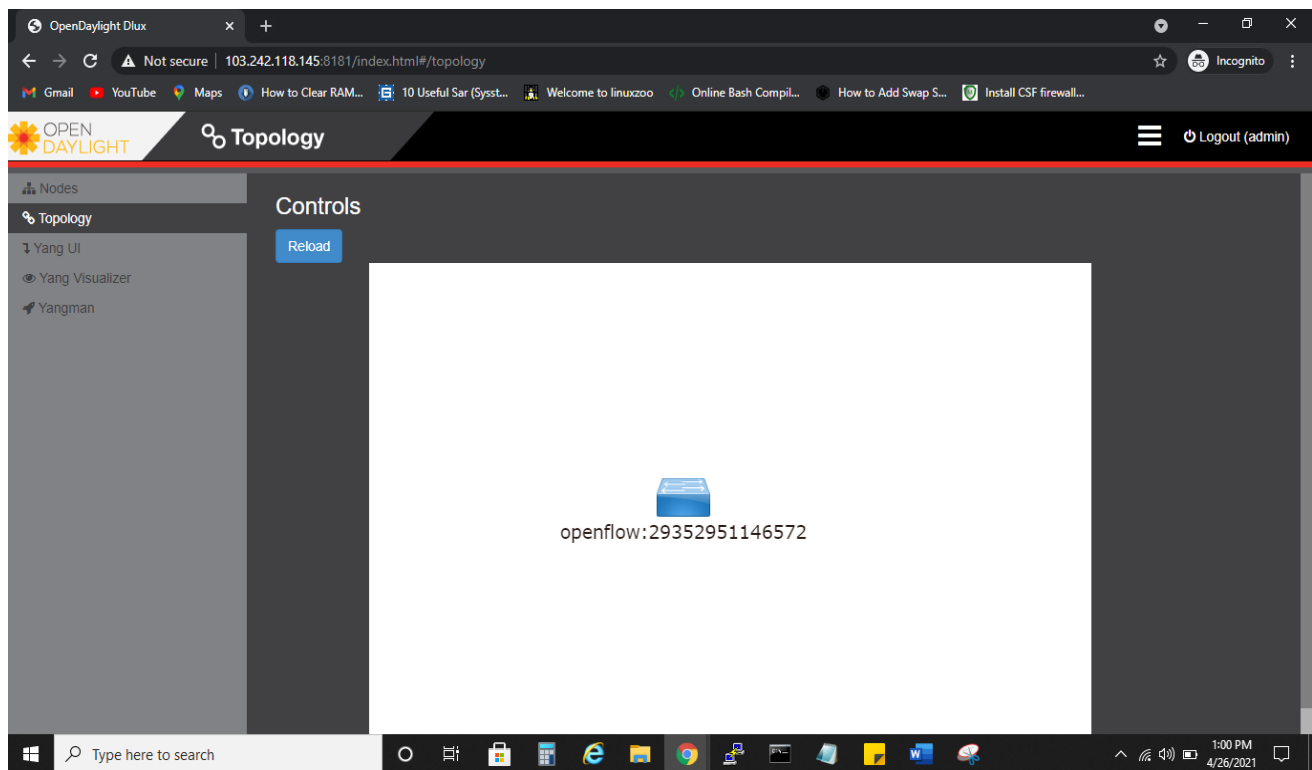 OpenDaylight Dlux
Not secure | 103.242.118.145:8181/index.html#/topology
Incognito
Gmail YouTube Maps How to Clear RAM... 10 Useful Sar (Sysst... Welcome to linuxzoo Online Bash Compil... How to Add Swap S... Install CSF firewall...
OPEN
DAYLIGHT
Topology
Logout (admin)
Nodes
Topology
Yang UI
Yang Visualizer
Yangman
Controls
Reload
openflow:29352951146572
Type here to search
1:00 PM
4/26/2021